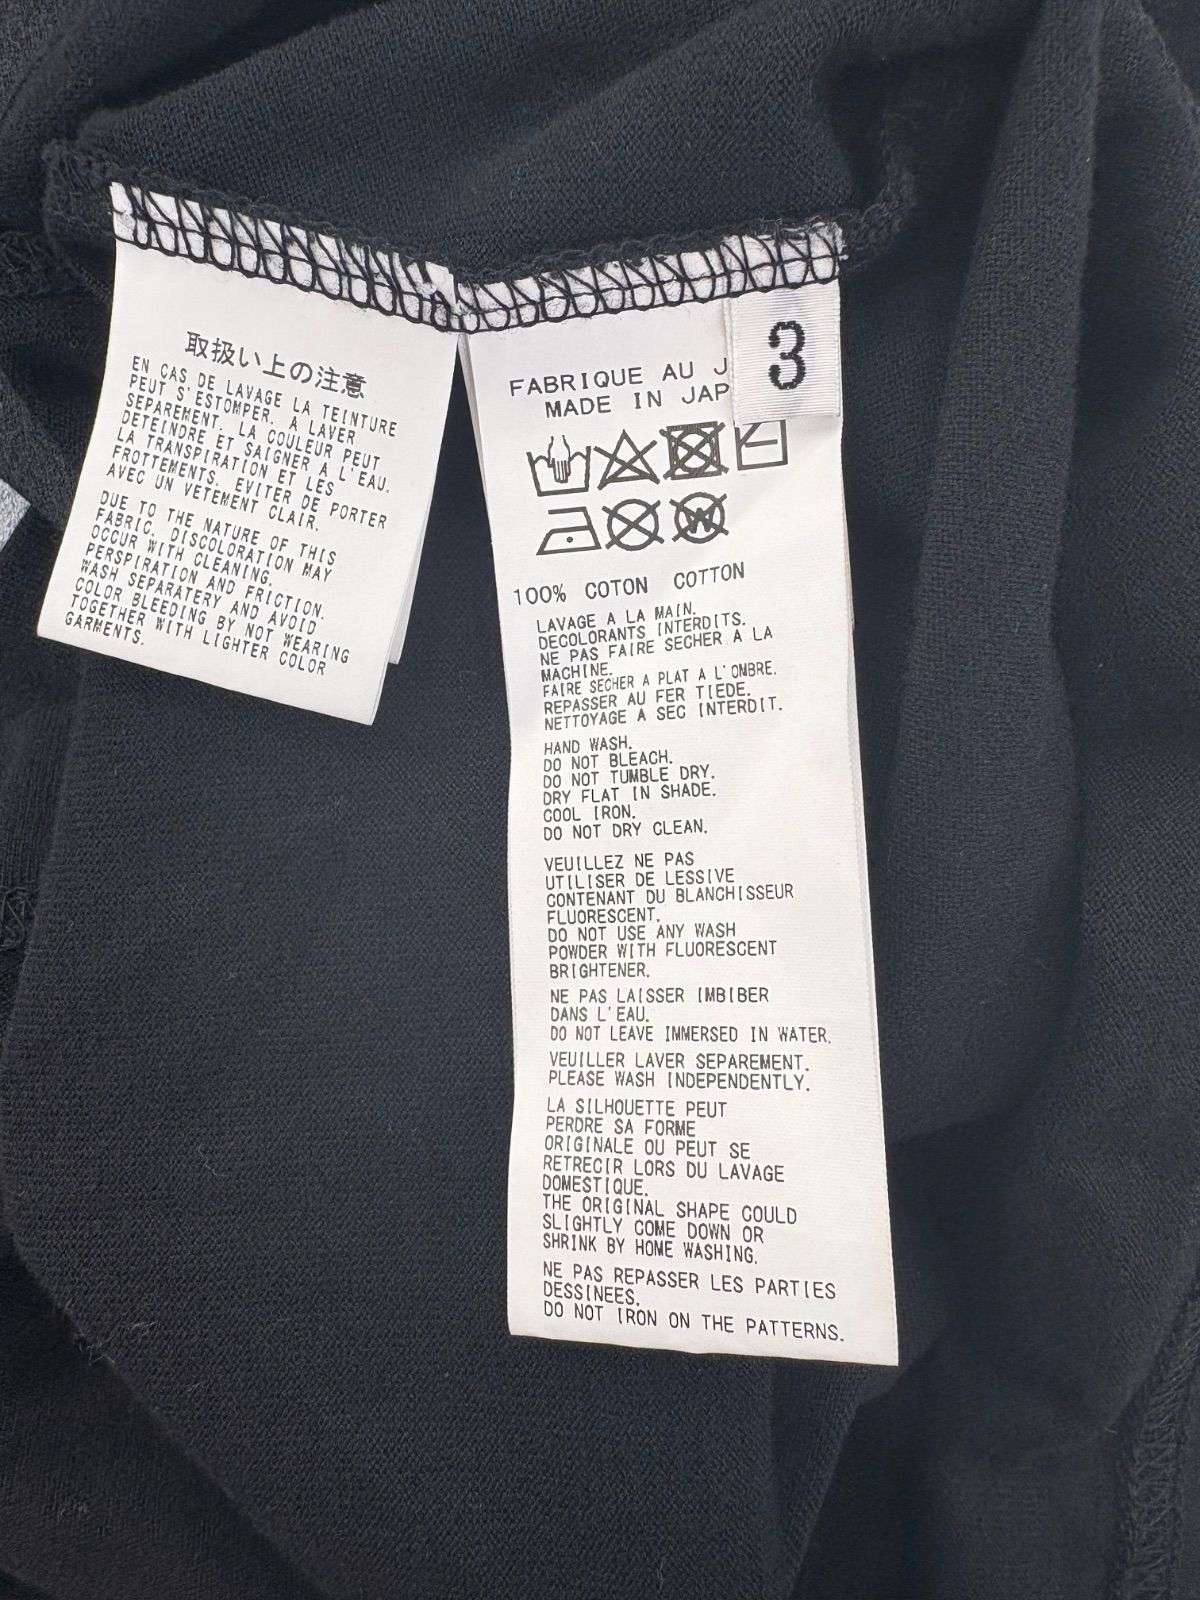 取扱い上の注意
EN CAS DE LAVAGE LA TEINTURE
PEUT S'ESTOMPER. A LAVER
SEPAREMENT. LA COULEUR PEUT
DETEINDRE ET SAIGNER A L'EAU.
LA TRANSPIRATION ET LES
FROTTEMENTS. EVITER DE PORTER
AVEC UN VETEMENT CLAIR.
DUE TO THE NATURE OF THIS
FABRIC, DISCOLORATION MAY
OCCUR WITH CLEANING,
PERSPIRATION AND FRICTION.
WASH SEPARATERY AND AVOID
COLOR BLEEDING BY NOT WEARING
TOGETHER WITH LIGHTER COLOR
GARMENTS.
3
FABRIQUE AU J
MADE IN JAP
W
100% COTON COTTON
LAVAGE A LA MAIN.
DECOLORANTS INTERDITS.
NE PAS FAIRE SECHER A LA
MACHINE.
FAIRE SECHER A PLAT A L'OMBRE.
REPASSER AU FER TIEDE.
NETTOYAGE A SEC INTERDIT.
HAND WASH.
DO NOT BLEACH.
DO NOT TUMBLE DRY.
DRY FLAT IN SHADE.
COOL IRON.
DO NOT DRY CLEAN.
VEUILLEZ NE PAS
UTILISER DE LESSIVE
CONTENANT DU BLANCHISSEUR
FLUORESCENT.
DO NOT USE ANY WASH
POWDER WITH FLUORESCENT
BRIGHTENER.
NE PAS LAISSER IMBIBER
DANS L'EAU.
DO NOT LEAVE IMMERSED IN WATER.
VEUILLER LAVER SEPAREMENT.
PLEASE WASH INDEPENDENTLY.
LA SILHOUETTE PEUT
PERDRE SA FORME
ORIGINALE OU PEUT SE
RETRECIR LORS DU LAVAGE
DOMESTIQUE.
THE ORIGINAL SHAPE COULD
SLIGHTLY COME DOWN OR
SHRINK BY HOME WASHING.
NE PAS REPASSER LES PARTIES
DESSINEES.
DO NOT IRON ON THE PATTERNS.